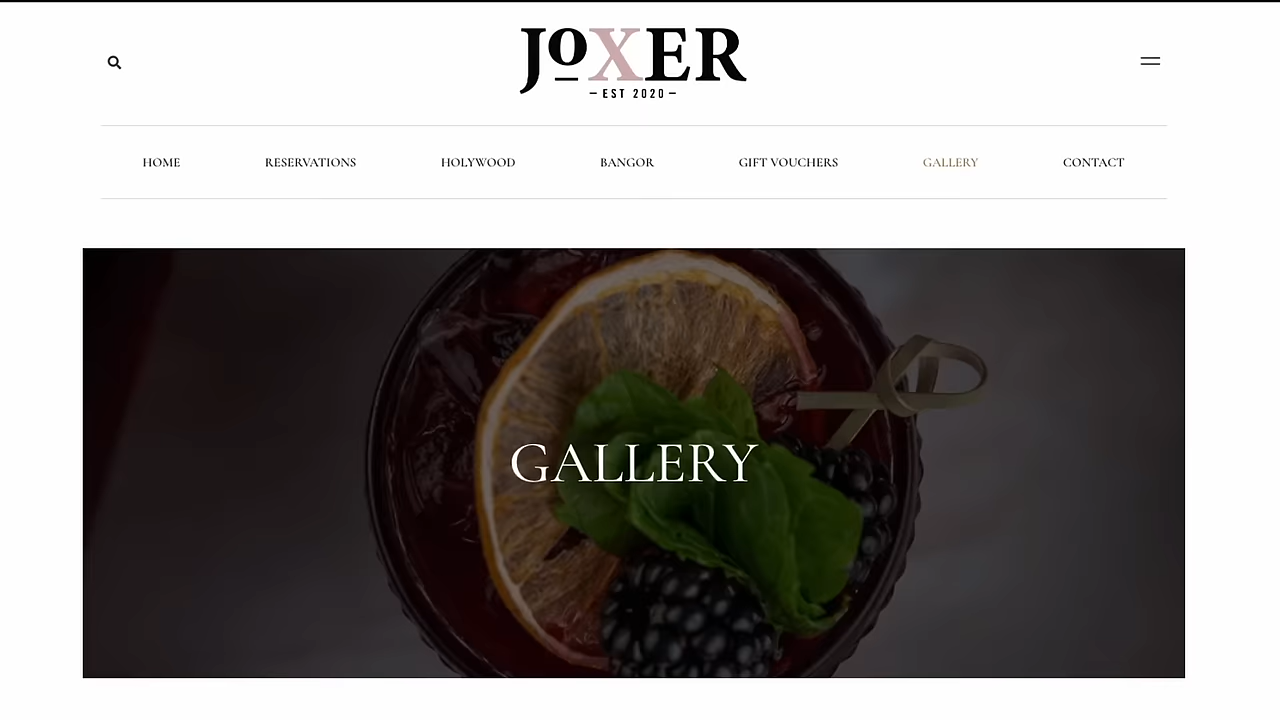 JOXER
EST 2020
HOME RESERVATIONS HOLYWOOD BANGOR GIFT VOUCHERS GALLERY CONTACT
GALLERY